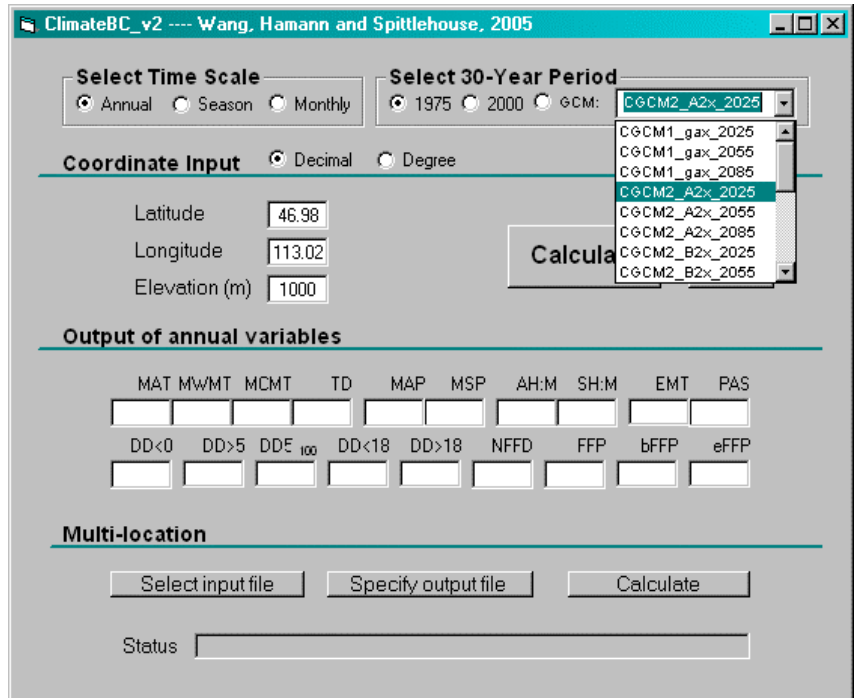 ClimateBC_v2 ---- Wang, Hamann and Spittlehouse, 2005
Select Time Scale
Annual Season Monthly
Select 30-Year Period
1975 2000 GCM: CGCM2_A2x_2025
CGCM1_gax_2025
CGCM1_gax_2055
CGCM1_gax_2085
CGCM2_A2x_2025
CGCM2_A2x_2055
CGCM2_A2x_2085
CGCM2_B2x_2025
CGCM2_B2x_2055
Coordinate Input Decimal Degree
Latitude 46.98
Longitude 113.02
Elevation (m) 1000
Calcula
Output of annual variables
MAT MWMT MCMT TD MAP MSP AH:M SH:M EMT PAS
DD<0 DD>5 DD5 100 DD<18 DD>18 NFFD FFP bFFP eFFP
Multi-location
Select input file Specify output file Calculate
Status